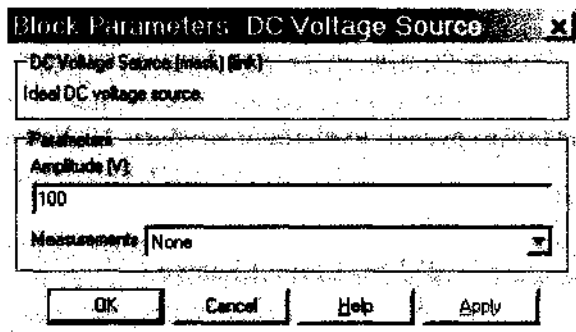 Block Parameters: DC Voltage Source X
DC Voltage Source (mask) (link)
Ideal DC voltage source.
Parameters
Amplitude (V):
100
Measurements None
OK Cancel Help Apply